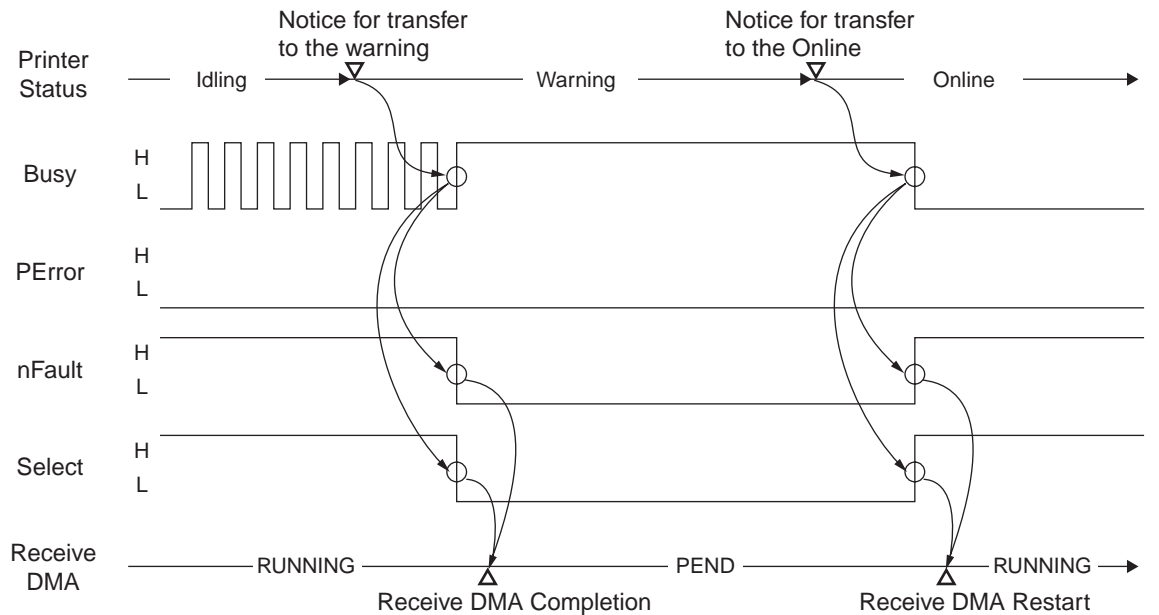 Notice for transfer
to the warning
Notice for transfer
to the Online
Printer
Status
Idling
Warning
Online
Busy
H
L
PError
H
L
nFault
H
L
Select
H
L
Receive
DMA
RUNNING
PEND
RUNNING
Receive DMA Completion
Receive DMA Restart